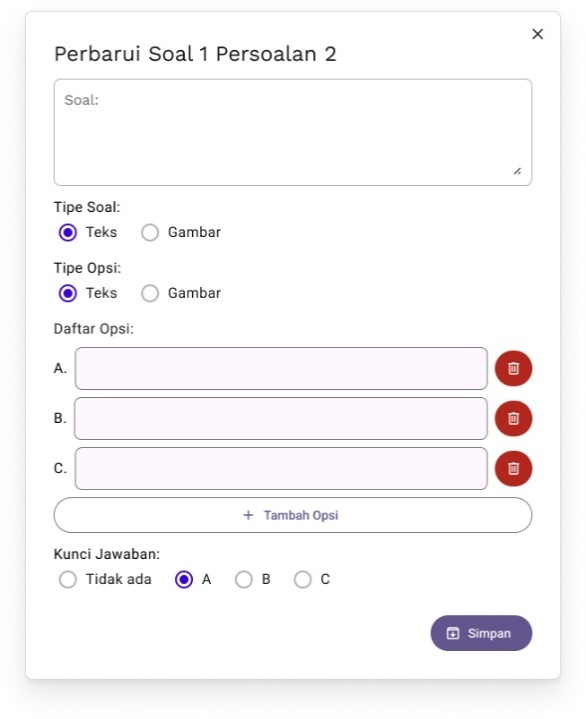 Perbarui Soal 1 Persoalan 2
Soal:
Tipe Soal:
Teks Gambar
Tipe Opsi:
Teks Gambar
Daftar Opsi:
A.
B.
C.
+ Tambah Opsi
Kunci Jawaban:
Tidak ada A B C
Simpan